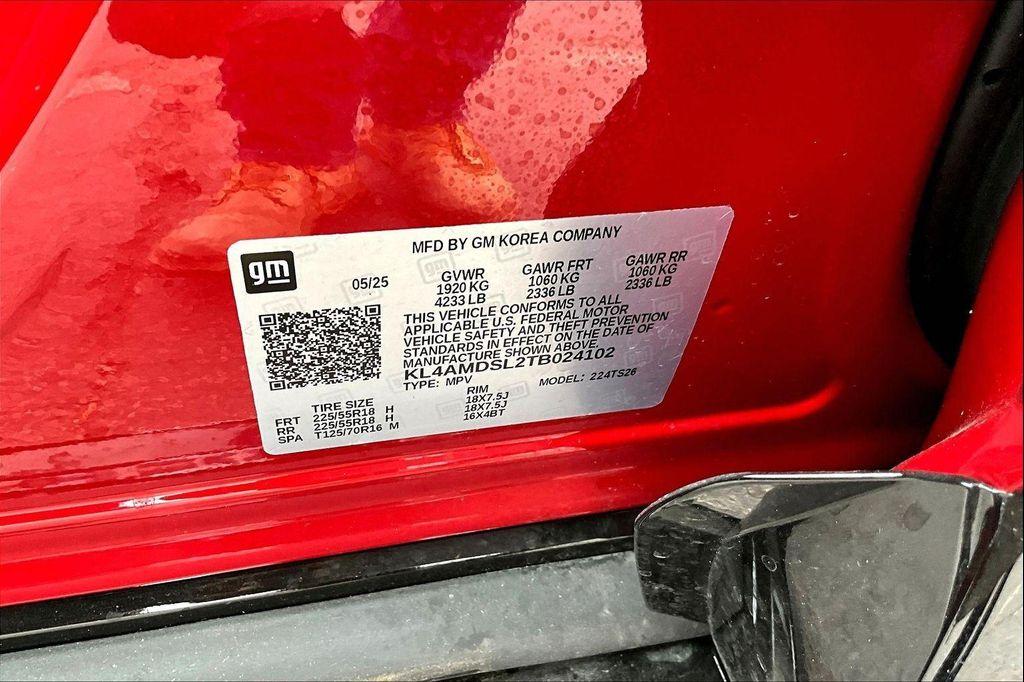 gm
MFD BY GM KOREA COMPANY
05/25
GVWR GAWR FRT GAWR RR
1920 KG 1060 KG 1060 KG
4233 LB 2336 LB 2336 LB
THIS VEHICLE CONFORMS TO ALL
APPLICABLE U.S. FEDERAL MOTOR
VEHICLE SAFETY AND THEFT PREVENTION
STANDARDS IN EFFECT ON THE DATE OF
MANUFACTURE SHOWN ABOVE.
KL4AMDSL2TB024102
TYPE: MPV MODEL: 224TS26
TIRE SIZE RIM
FRT 225/55R18 H 18X7.5J
RR 225/55R18 H 18X7.5J
SPA T125/70R16 M 16X4BT